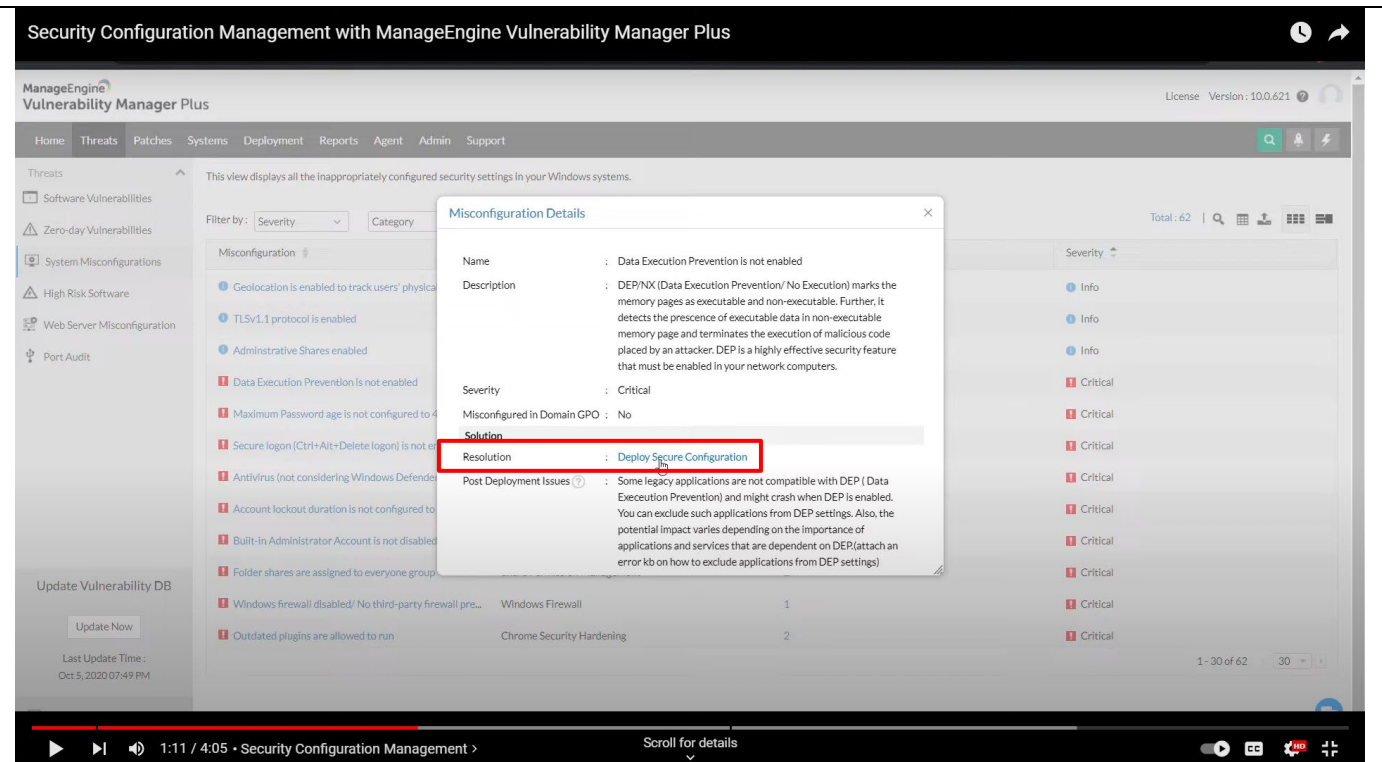 Security Configuration Management with ManageEngine Vulnerability Manager Plus
ManageEngine
Vulnerability Manager Plus
License Version : 10.0.621
Home Threats Patches Systems Deployment Reports Agent Admin Support
Threats
Software Vulnerabilities
Zero-day Vulnerabilities
System Misconfigurations
High Risk Software
Web Server Misconfiguration
Port Audit
Update Vulnerability DB
Update Now
Last Update Time :
Oct 5, 2020 07:49 PM
This view displays all the inappropriately configured security settings in your Windows systems.
Filter by : Severity Category
Total : 62
Misconfiguration Severity
Geolocation is enabled to track users' physica Info
TLSv1.1 protocol is enabled Info
Adminstrative Shares enabled Info
Data Execution Prevention is not enabled Critical
Maximum Password age is not configured to 4 Critical
Secure logon (Ctrl+Alt+Delete logon) is not en Critical
Antivirus (not considering Windows Defende Critical
Account lockout duration is not configured to Critical
Built-in Administrator Account is not disabled Critical
Folder shares are assigned to everyone group Critical
Windows firewall disabled/ No third-party firewall pre... Windows Firewall 1 Critical
Outdated plugins are allowed to run Chrome Security Hardening 2 Critical
1 - 30 of 62 30
Misconfiguration Details
Name : Data Execution Prevention is not enabled
Description : DEP/NX (Data Execution Prevention/ No Execution) marks the
memory pages as executable and non-executable. Further, it
detects the prescence of executable data in non-executable
memory page and terminates the execution of malicious code
placed by an attacker. DEP is a highly effective security feature
that must be enabled in your network computers.
Severity : Critical
Misconfigured in Domain GPO : No
Solution
Resolution : Deploy Secure Configuration
Post Deployment Issues ? : Some legacy applications are not compatible with DEP ( Data
Exeecution Prevention) and might crash when DEP is enabled.
You can exclude such applications from DEP settings. Also, the
potential impact varies depending on the importance of
applications and services that are dependent on DEP.(attach an
error kb on how to exclude applications from DEP settings)
1:11 / 4:05 • Security Configuration Management >
Scroll for details
CC HD